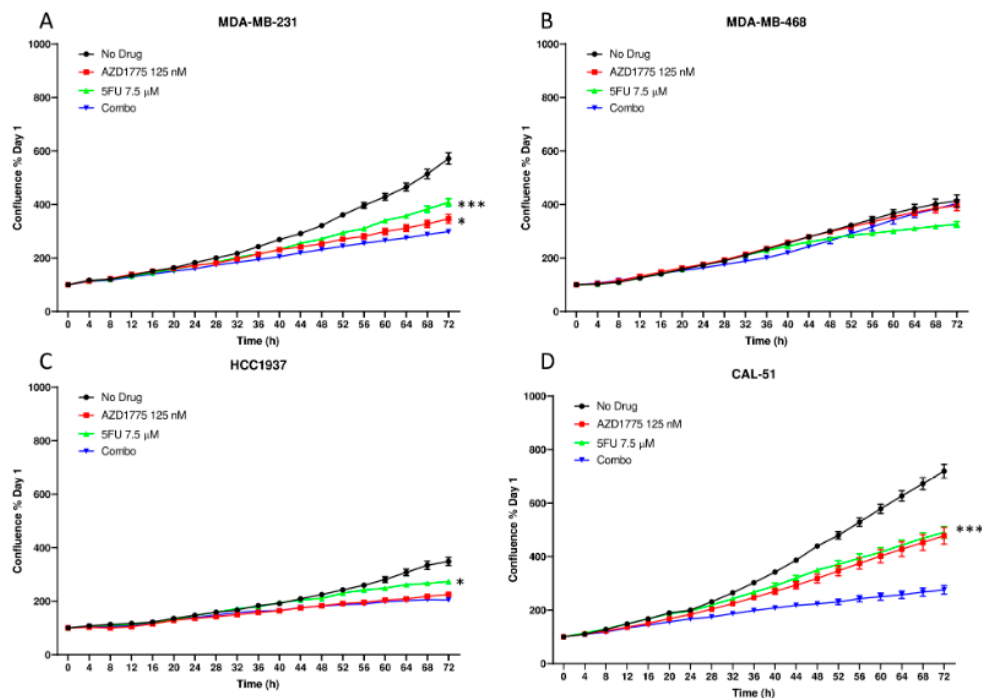 A
MDA-MB-231
1000
800
600
400
200
0
Confluence % Day 1
No Drug
AZD1775 125 nM
5FU 7.5 μM
Combo
***
*
0 4 8 12 16 20 24 28 32 36 40 44 48 52 56 60 64 68 72
Time (h)
B
MDA-MB-468
1000
800
600
400
200
0
Confluence % Day 1
No Drug
AZD1775 125 nM
5FU 7.5 μM
Combo
0 4 8 12 16 20 24 28 32 36 40 44 48 52 56 60 64 68 72
Time (h)
C
HCC1937
1000
800
600
400
200
0
Confluence % Day 1
No Drug
AZD1775 125 nM
5FU 7.5 μM
Combo
*
0 4 8 12 16 20 24 28 32 36 40 44 48 52 56 60 64 68 72
Time (h)
D
CAL-51
1000
800
600
400
200
0
Confluence % Day 1
No Drug
AZD1775 125 nM
5FU 7.5 μM
Combo
***
0 4 8 12 16 20 24 28 32 36 40 44 48 52 56 60 64 68 72
Time (h)